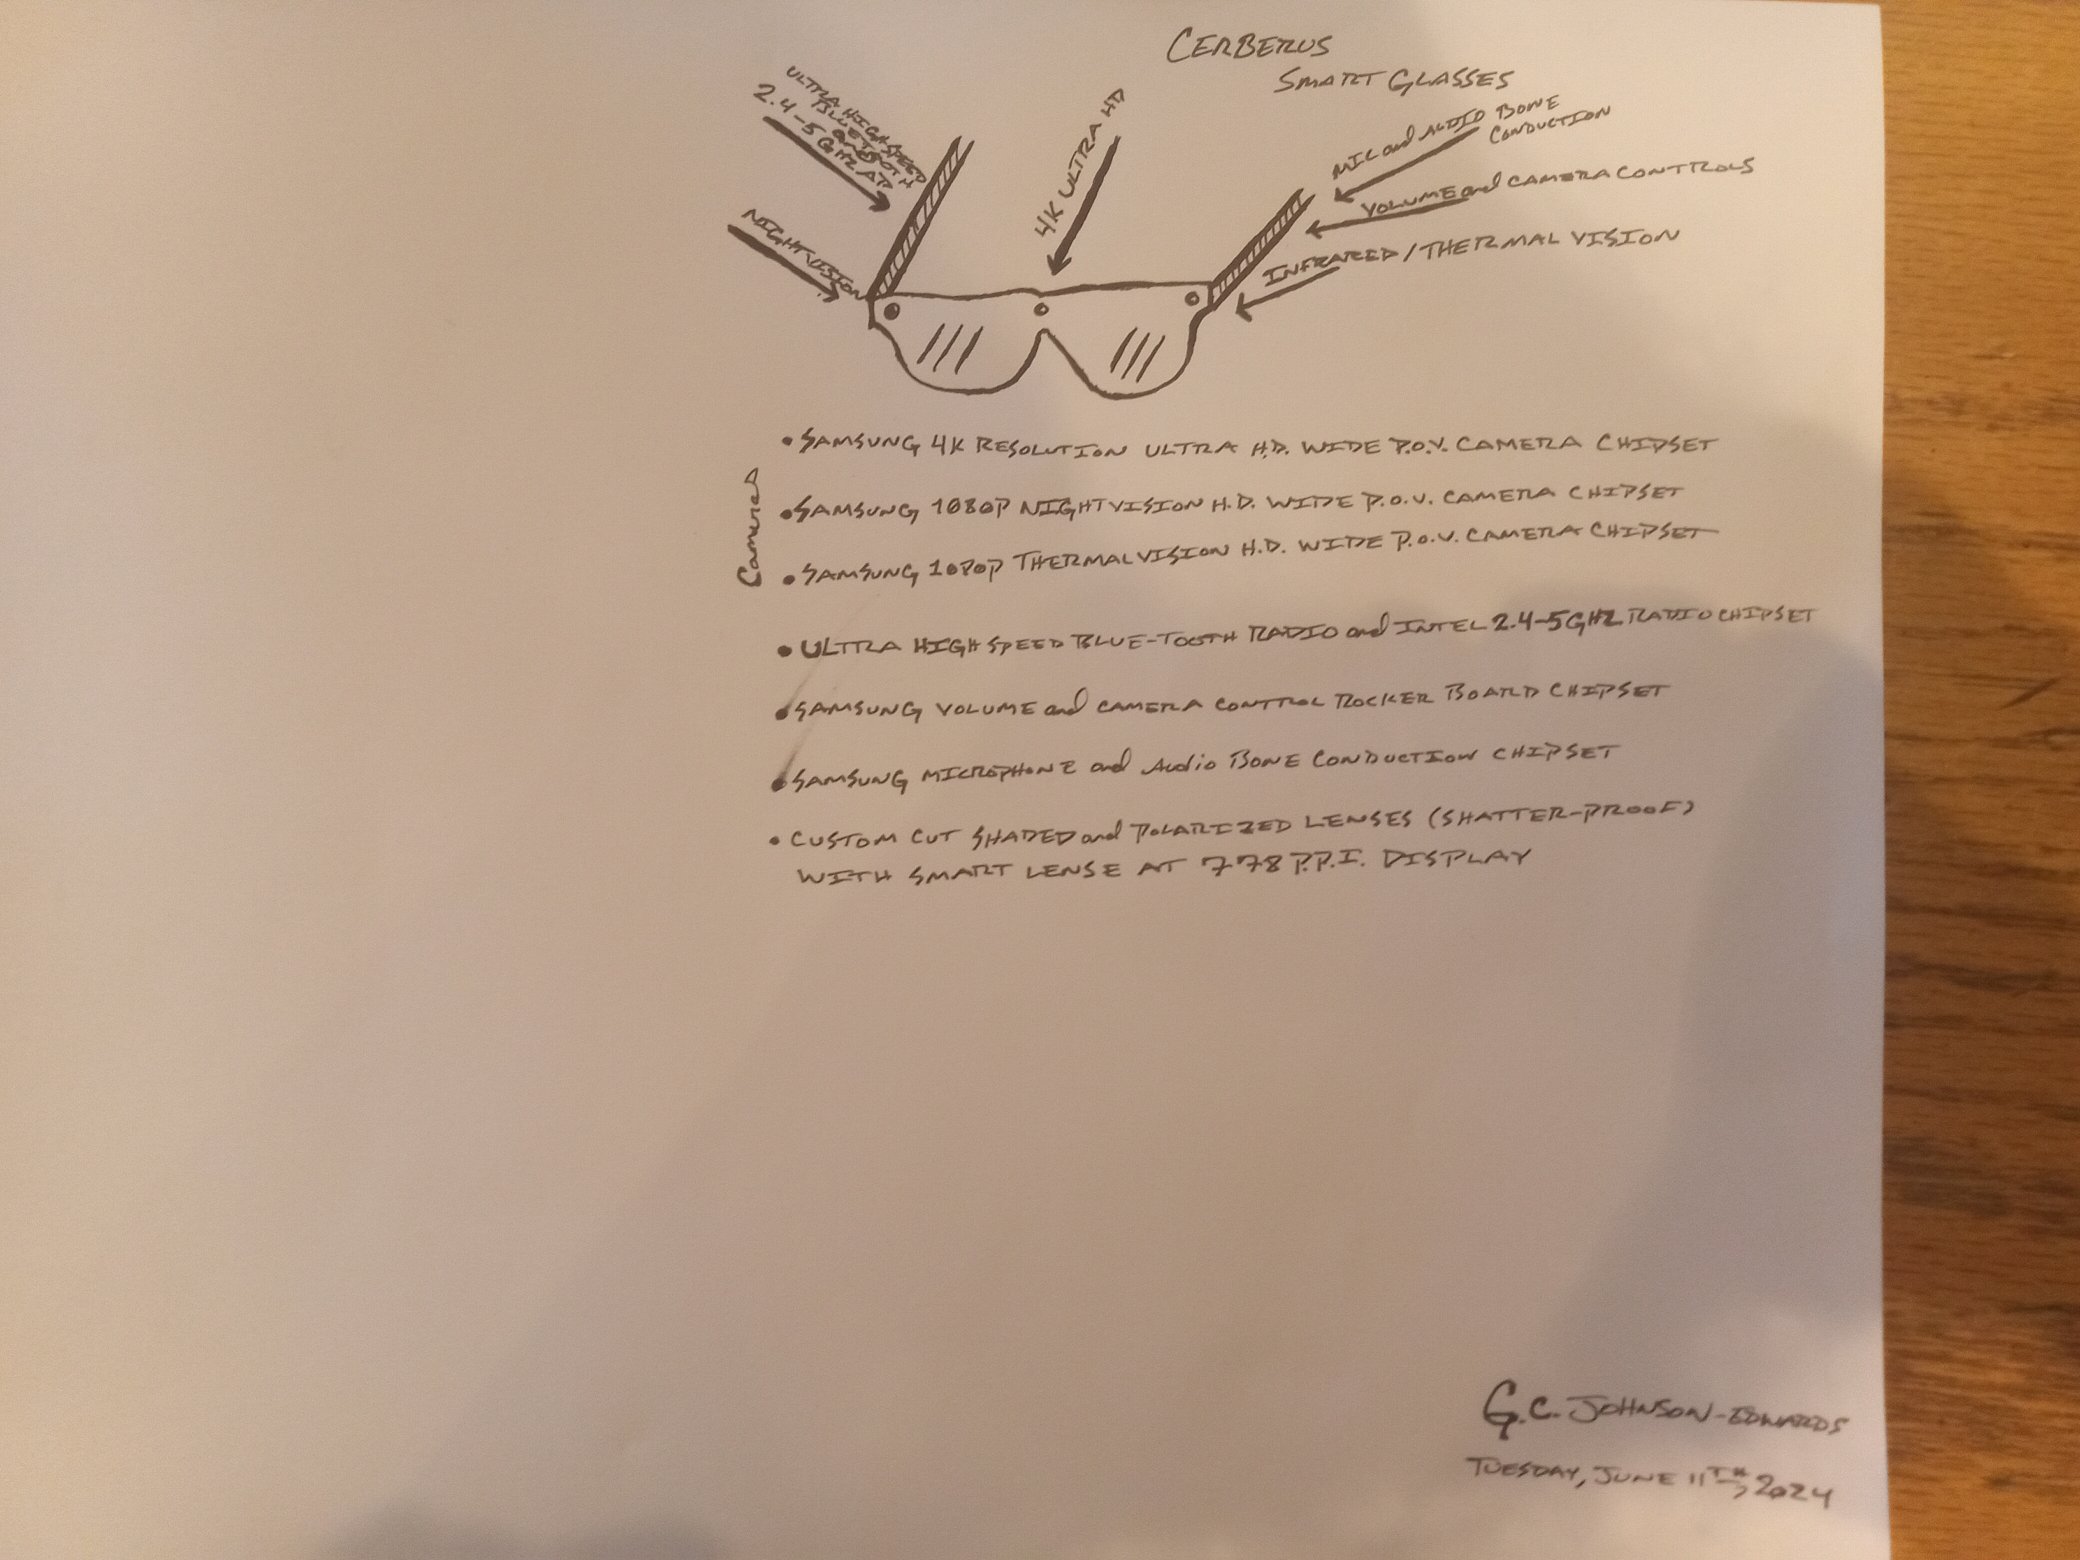 CERBERUS
SMART GLASSES
ULTRA HIGH SPEED
BLUETOOTH
and
2.4-5 GHZ
NIGHTVISION
4K ULTRA HD
MIC and AUDIO BONE
CONDUCTION
VOLUME and CAMERA CONTROLS
INFRARED / THERMAL VISION
Cameras
• SAMSUNG 4K RESOLUTION ULTRA H.D. WIDE P.O.V. CAMERA CHIPSET
• SAMSUNG 1080P NIGHTVISION H.D. WIDE P.O.V. CAMERA CHIPSET
• SAMSUNG 1080P THERMALVISION H.D. WIDE P.O.V. CAMERA CHIPSET
• ULTRA HIGH SPEED BLUE-TOOTH RADIO and INTEL 2.4-5GHZ RADIO CHIPSET
• SAMSUNG VOLUME and CAMERA CONTROL ROCKER BOARD CHIPSET
• SAMSUNG MICROPHONE and Audio BONE CONDUCTION CHIPSET
• CUSTOM CUT SHADED and POLARIZED LENSES (SHATTER-PROOF)
WITH SMART LENSE AT 778 P.P.I. DISPLAY
G.C. JOHNSON-EDWARDS
TUESDAY, JUNE 11TH, 2024